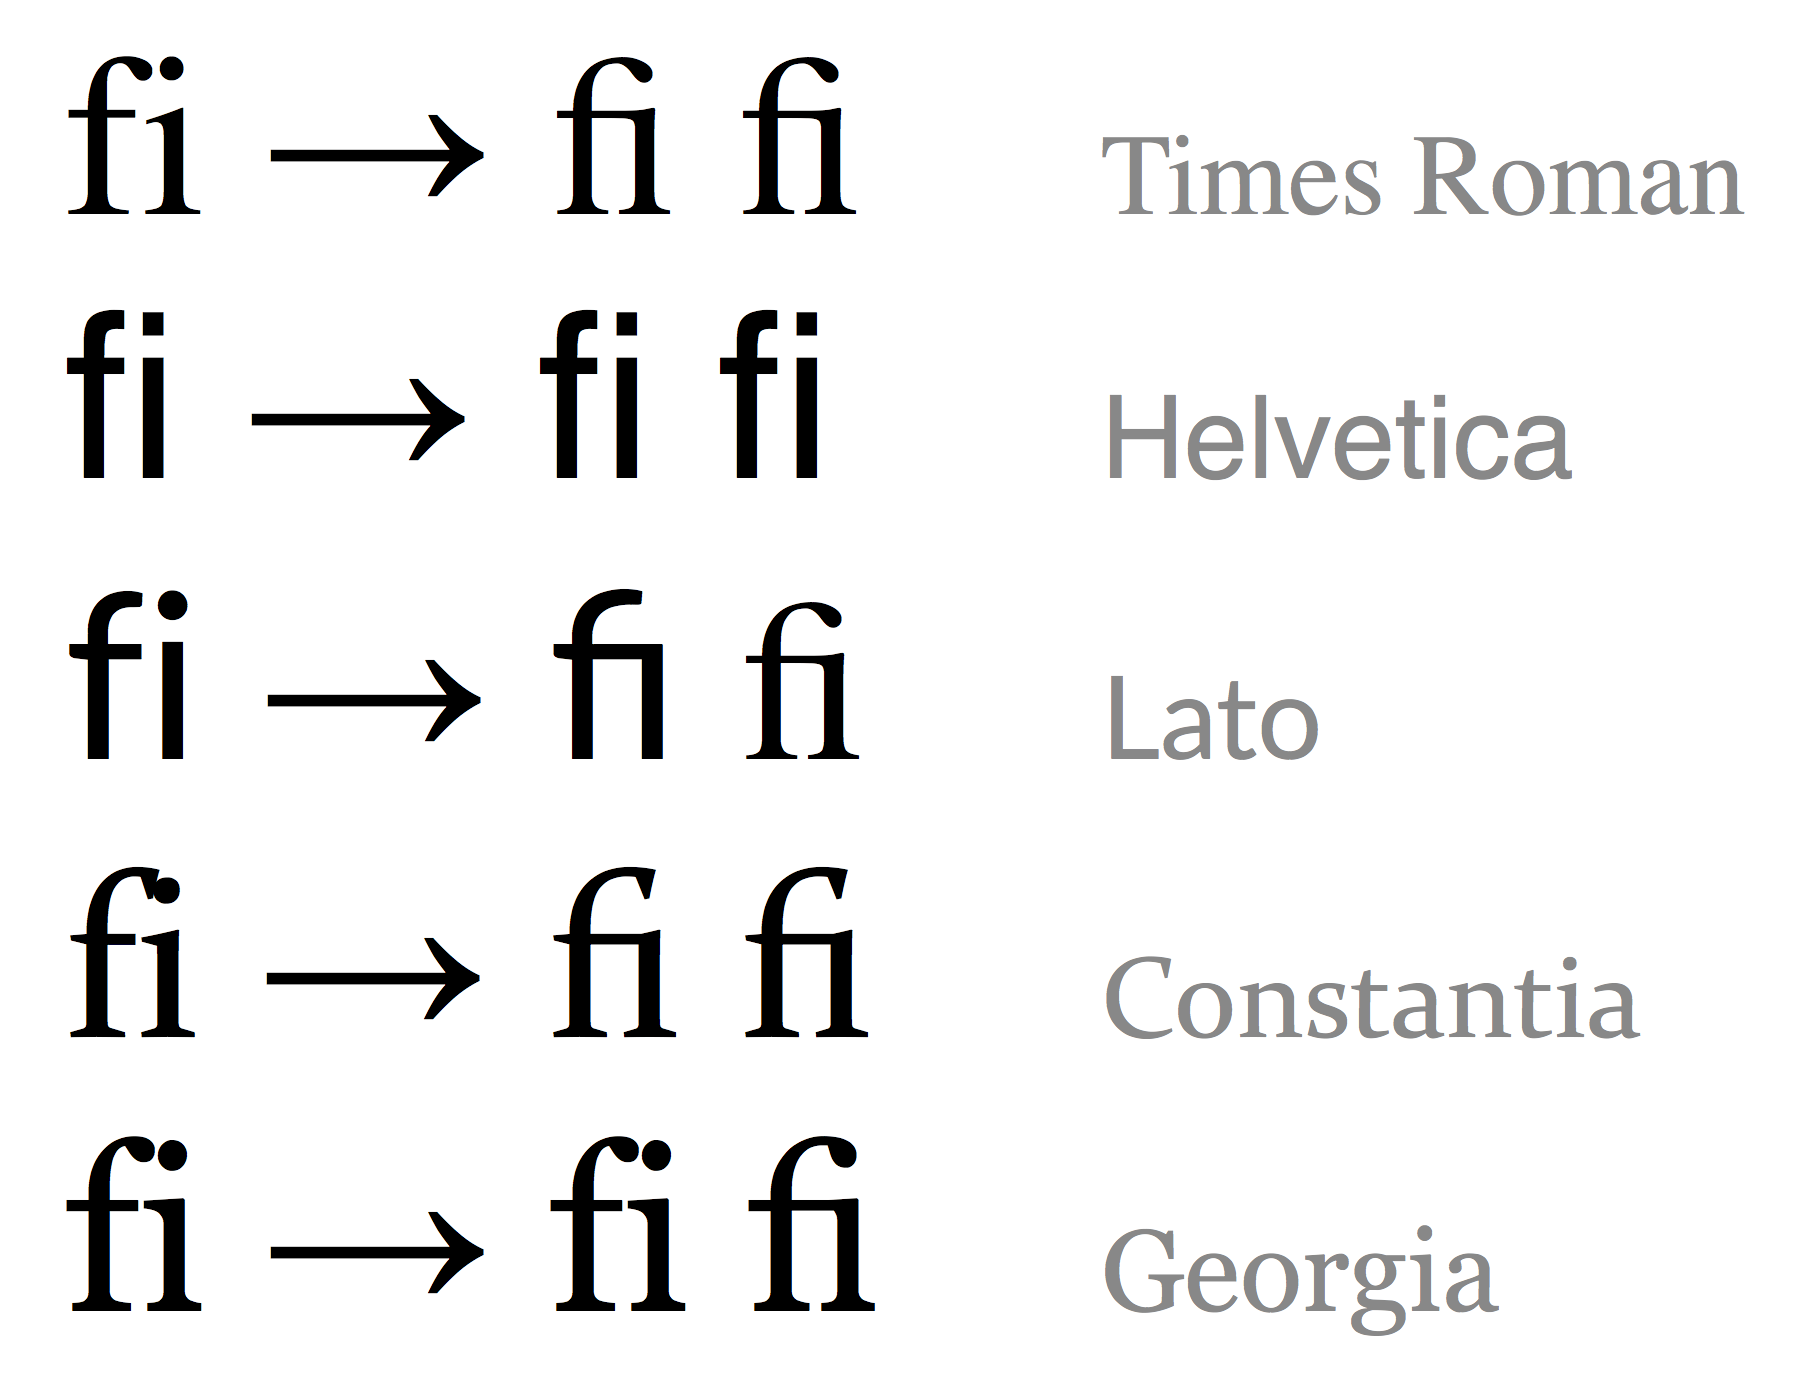 fi → fi ﬁ Times Roman
fi → fi ﬁ Helvetica
fi → fi ﬁ Lato
fi → fi ﬁ Constantia
fi → fi ﬁ Georgia